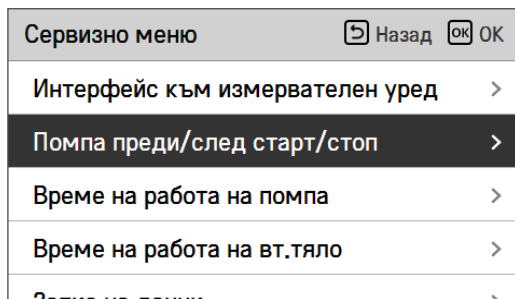 Сервизно меню Назад OK OK
Интерфейс към измервателен уред
Помпа преди/след старт/стоп
Време на работа на помпа
Време на работа на вт.тяло